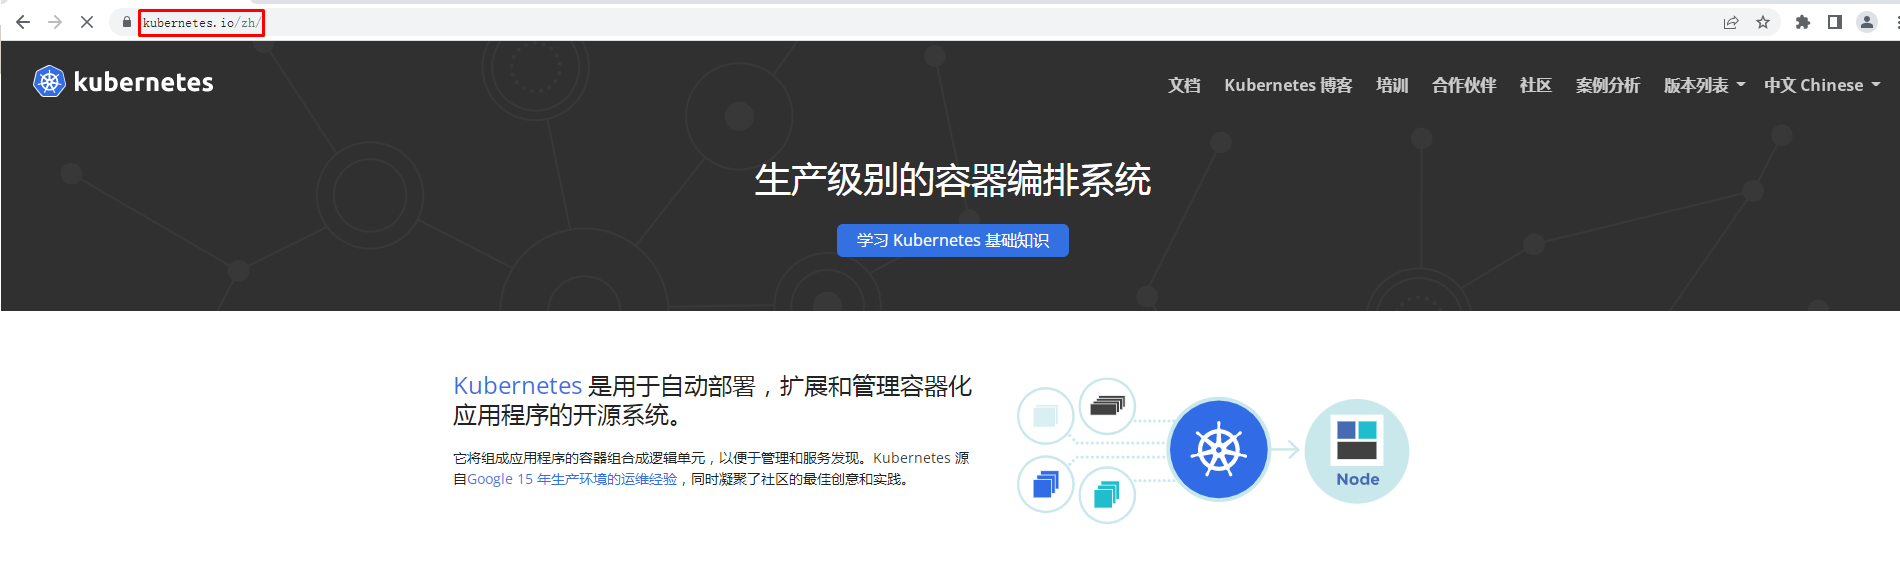 kubernetes.io/zh/
kubernetes
文档 Kubernetes 博客 培训 合作伙伴 社区 案例分析 版本列表 中文 Chinese
生产级别的容器编排系统
学习 Kubernetes 基础知识
Kubernetes 是用于自动部署，扩展和管理容器化
应用程序的开源系统。
它将组成应用程序的容器组合成逻辑单元，以便于管理和服务发现。Kubernetes 源
自Google 15 年生产环境的运维经验，同时凝聚了社区的最佳创意和实践。
Node